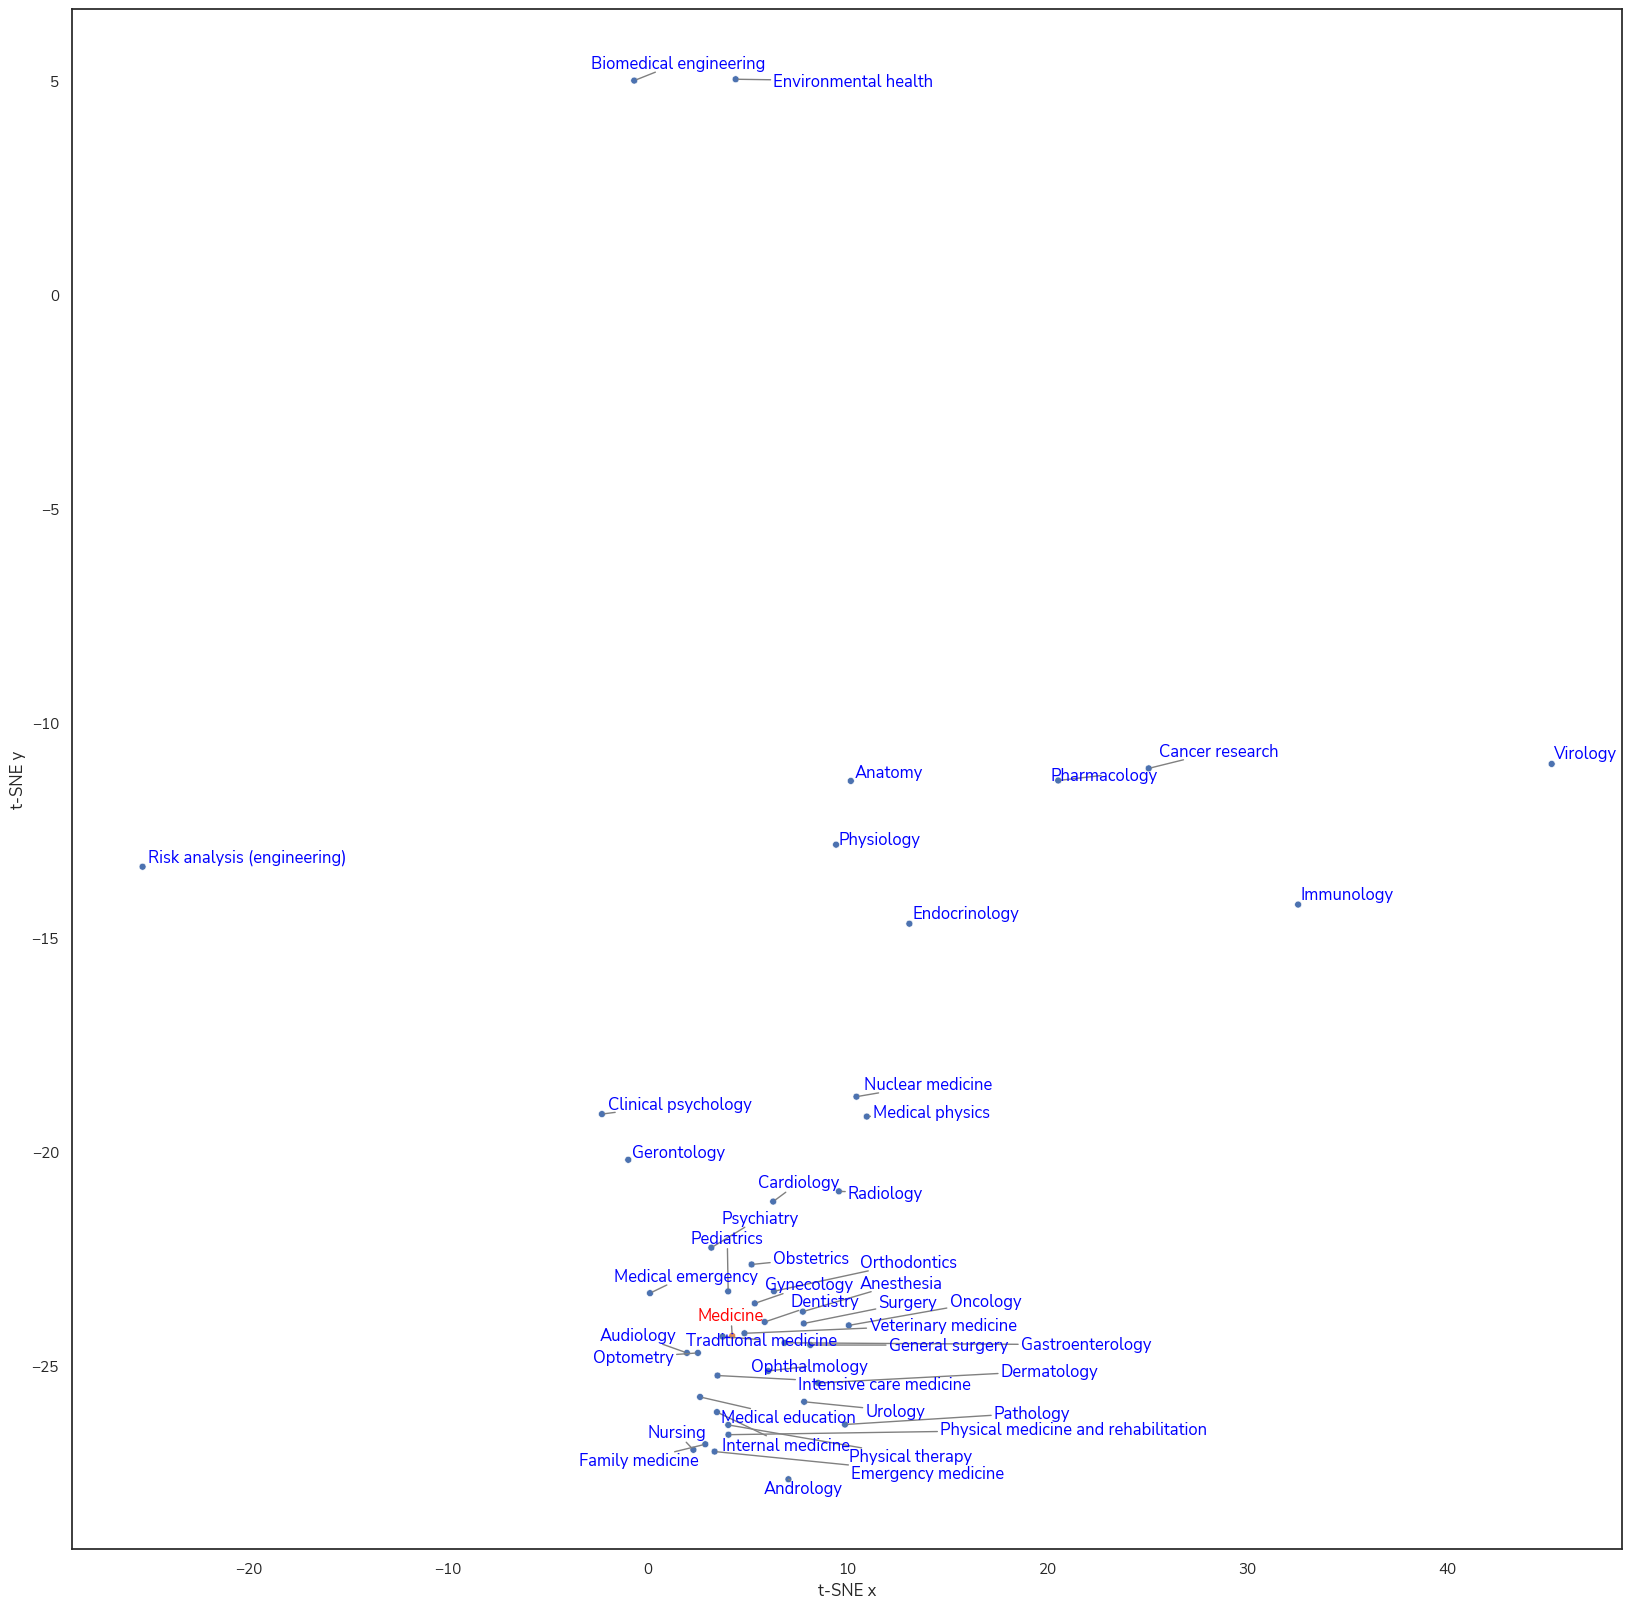 Biomedical engineering
Environmental health
5
0
−5
−10
Cancer research
Virology
Anatomy
Pharmacology
t-SNE y
Physiology
Risk analysis (engineering)
Immunology
Endocrinology
−15
Nuclear medicine
Clinical psychology
Medical physics
−20
Gerontology
Cardiology
Radiology
Psychiatry
Pediatrics
Obstetrics
Orthodontics
Medical emergency
Gynecology
Anesthesia
Dentistry
Surgery
Oncology
Medicine
Veterinary medicine
Audiology
Traditional medicine
General surgery
Gastroenterology
Optometry
−25
Ophthalmology
Dermatology
Intensive care medicine
Urology
Pathology
Medical education
Physical medicine and rehabilitation
Nursing
Internal medicine
Physical therapy
Family medicine
Emergency medicine
Andrology
−20
−10
0
10
20
30
40
t-SNE x